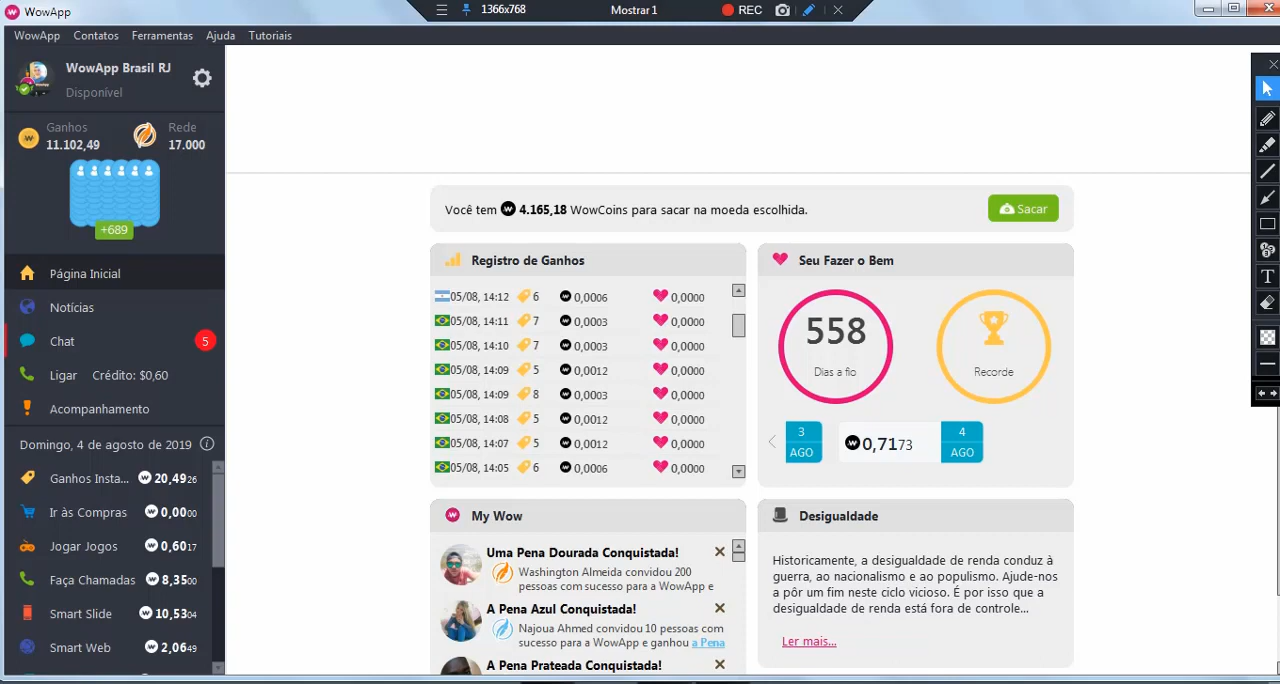 WowApp
1366x768
Mostrar1
REC
WowApp Contatos Ferramentas Ajuda Tutoriais
WowApp Brasil RJ
Disponível
Ganhos
11.102,49
Rede
17.000
+689
Página Inicial
Notícias
Chat 5
Ligar Crédito: $0,60
Acompanhamento
Domingo, 4 de agosto de 2019
Ganhos Insta... 20,4926
Ir às Compras 0,0000
Jogar Jogos 0,6017
Faça Chamadas 8,3500
Smart Slide 10,5304
Smart Web 2,0649
Você tem 4.165,18 WowCoins para sacar na moeda escolhida.
Sacar
Registro de Ganhos
05/08, 14:12 6 0,0006 0,0000
05/08, 14:11 7 0,0003 0,0000
05/08, 14:10 7 0,0003 0,0000
05/08, 14:09 5 0,0012 0,0000
05/08, 14:09 8 0,0003 0,0000
05/08, 14:08 5 0,0012 0,0000
05/08, 14:07 5 0,0012 0,0000
05/08, 14:05 6 0,0006 0,0000
Seu Fazer o Bem
558
Dias a fio
Recorde
3
AGO
0,7173
4
AGO
My Wow
Uma Pena Dourada Conquistada!
Washington Almeida convidou 200
pessoas com sucesso para a WowApp e
A Pena Azul Conquistada!
Najoua Ahmed convidou 10 pessoas com
sucesso para a WowApp e ganhou a Pena
A Pena Prateada Conquistada!
Desigualdade
Historicamente, a desigualdade de renda conduz à
guerra, ao nacionalismo e ao populismo. Ajude-nos
a pôr um fim neste ciclo vicioso. É por isso que a
desigualdade de renda está fora de controle...
Ler mais...